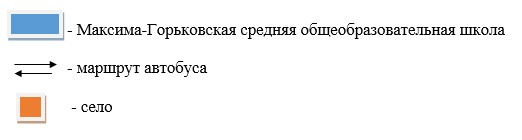 - Максима-Горьковская средняя общеобразовательная школа
- маршрут автобуса
- село